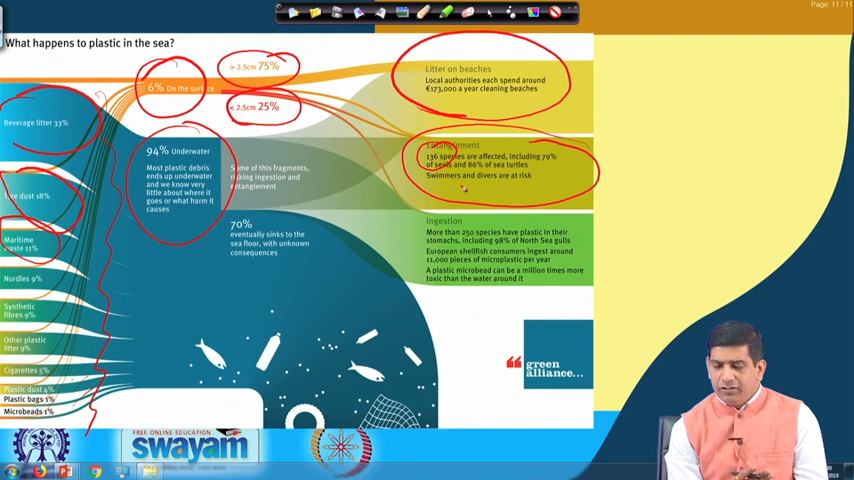 Page: 11 / 11
What happens to plastic in the sea?
> 2.5cm 75%
6% On the surface
< 2.5cm 25%
Litter on beaches
Local authorities each spend around
€173,000 a year cleaning beaches
Beverage litter 33%
94% Underwater
Most plastic debris
ends up underwater
and we know very
little about where it
goes or what harm it
causes
Some of this fragments,
risking ingestion and
entanglement
Entanglement
136 species are affected, including 79%
of seals and 86% of sea turtles
Swimmers and divers are at risk
Tyre dust 18%
Maritime
waste 11%
70%
eventually sinks to the
sea floor, with unknown
consequences
Ingestion
More than 250 species have plastic in their
stomachs, including 98% of North Sea gulls
European shellfish consumers ingest around
11,000 pieces of microplastic per year
A plastic microbead can be a million times more
toxic than the water around it
Nurdles 9%
Synthetic
fibres 9%
Other plastic
litter 9%
Cigarettes 5%
Plastic dust 4%
Plastic bags 1%
Microbeads 1%
green
alliance...
FREE ONLINE EDUCATION
swayam